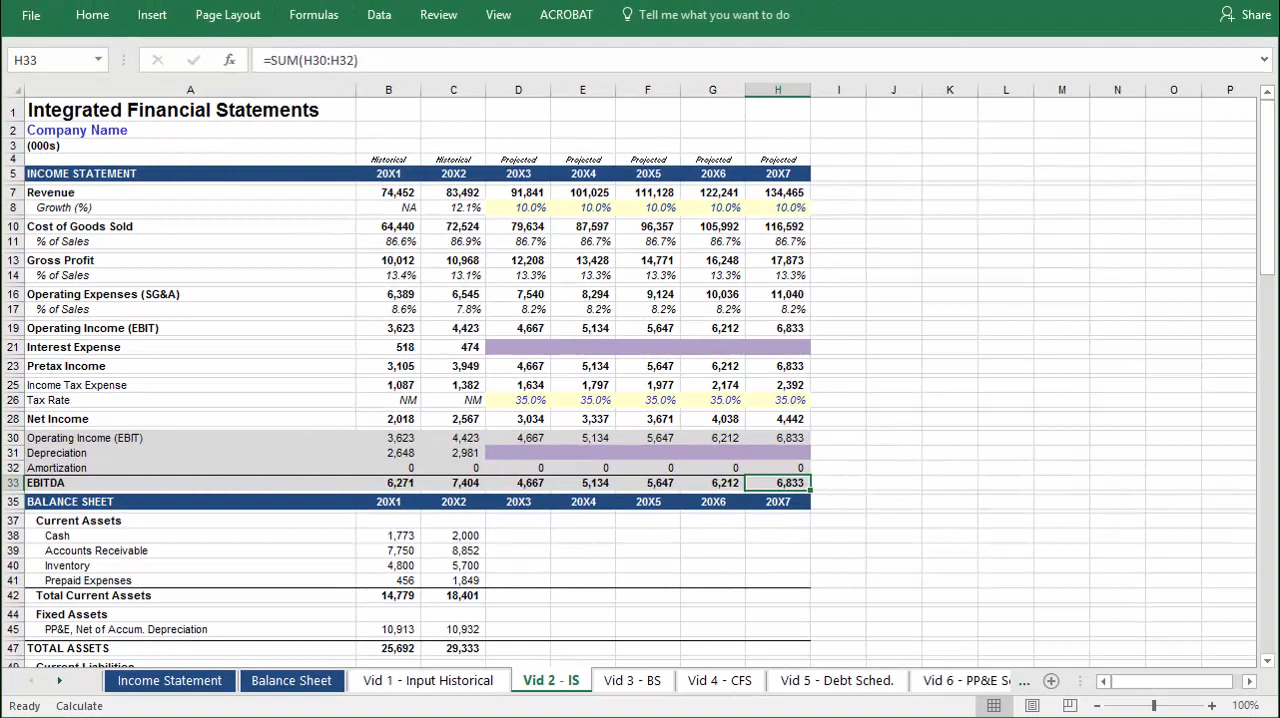 File Home Insert Page Layout Formulas Data Review View ACROBAT Tell me what you want to do Share
H33 fx =SUM(H30:H32)
A B C D E F G H I J K L M N O P
1 Integrated Financial Statements
2 Company Name
3 (000s)
4 Historical Historical Projected Projected Projected Projected Projected
5 INCOME STATEMENT 20X1 20X2 20X3 20X4 20X5 20X6 20X7
7 Revenue 74,452 83,492 91,841 101,025 111,128 122,241 134,465
8 Growth (%) NA 12.1% 10.0% 10.0% 10.0% 10.0% 10.0%
10 Cost of Goods Sold 64,440 72,524 79,634 87,597 96,357 105,992 116,592
11 % of Sales 86.6% 86.9% 86.7% 86.7% 86.7% 86.7% 86.7%
13 Gross Profit 10,012 10,968 12,208 13,428 14,771 16,248 17,873
14 % of Sales 13.4% 13.1% 13.3% 13.3% 13.3% 13.3% 13.3%
16 Operating Expenses (SG&A) 6,389 6,545 7,540 8,294 9,124 10,036 11,040
17 % of Sales 8.6% 7.8% 8.2% 8.2% 8.2% 8.2% 8.2%
19 Operating Income (EBIT) 3,623 4,423 4,667 5,134 5,647 6,212 6,833
21 Interest Expense 518 474
23 Pretax Income 3,105 3,949 4,667 5,134 5,647 6,212 6,833
25 Income Tax Expense 1,087 1,382 1,634 1,797 1,977 2,174 2,392
26 Tax Rate NM NM 35.0% 35.0% 35.0% 35.0% 35.0%
28 Net Income 2,018 2,567 3,034 3,337 3,671 4,038 4,442
30 Operating Income (EBIT) 3,623 4,423 4,667 5,134 5,647 6,212 6,833
31 Depreciation 2,648 2,981
32 Amortization 0 0 0 0 0 0 0
33 EBITDA 6,271 7,404 4,667 5,134 5,647 6,212 6,833
35 BALANCE SHEET 20X1 20X2 20X3 20X4 20X5 20X6 20X7
37 Current Assets
38 Cash 1,773 2,000
39 Accounts Receivable 7,750 8,852
40 Inventory 4,800 5,700
41 Prepaid Expenses 456 1,849
42 Total Current Assets 14,779 18,401
44 Fixed Assets
45 PP&E, Net of Accum. Depreciation 10,913 10,932
47 TOTAL ASSETS 25,692 29,333
49 Current Liabilities
Income Statement Balance Sheet Vid 1 - Input Historical Vid 2 - IS Vid 3 - BS Vid 4 - CFS Vid 5 - Debt Sched. Vid 6 - PP&E Sc ...
Ready Calculate 100%